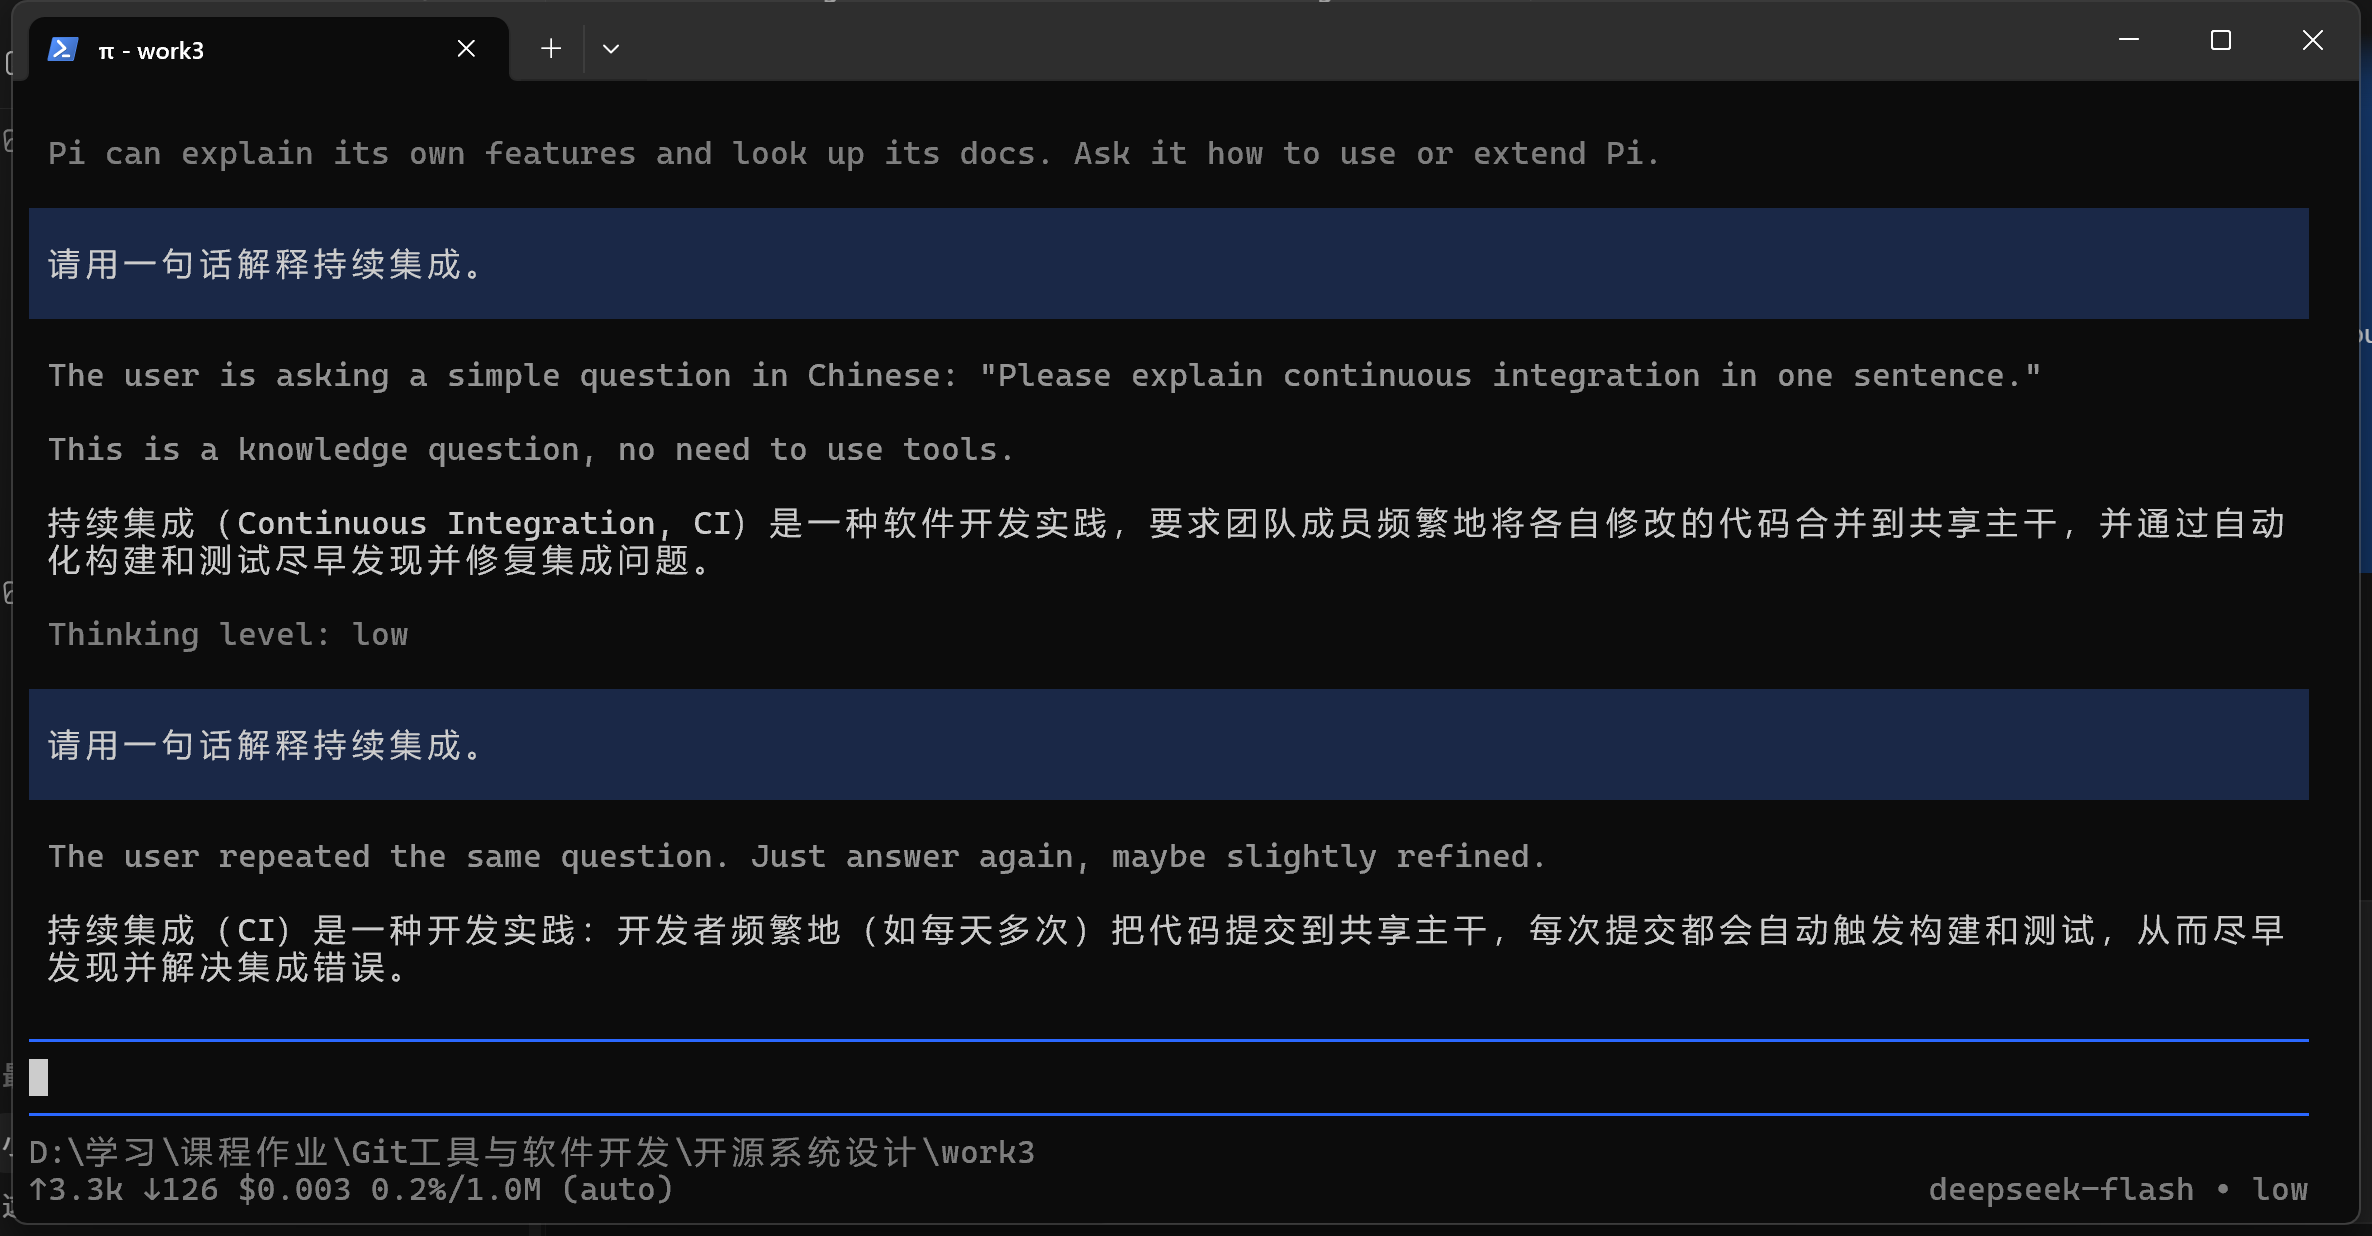 π - work3
Pi can explain its own features and look up its docs. Ask it how to use or extend Pi.
请用一句话解释持续集成。
The user is asking a simple question in Chinese: "Please explain continuous integration in one sentence."
This is a knowledge question, no need to use tools.
持续集成（Continuous Integration, CI）是一种软件开发实践，要求团队成员频繁地将各自修改的代码合并到共享主干，并通过自动
化构建和测试尽早发现并修复集成问题。
Thinking level: low
请用一句话解释持续集成。
The user repeated the same question. Just answer again, maybe slightly refined.
持续集成（CI）是一种开发实践：开发者频繁地（如每天多次）把代码提交到共享主干，每次提交都会自动触发构建和测试，从而尽早
发现并解决集成错误。
D:\学习\课程作业\Git工具与软件开发\开源系统设计\work3
↑3.3k ↓126 $0.003 0.2%/1.0M (auto)
deepseek-flash • low